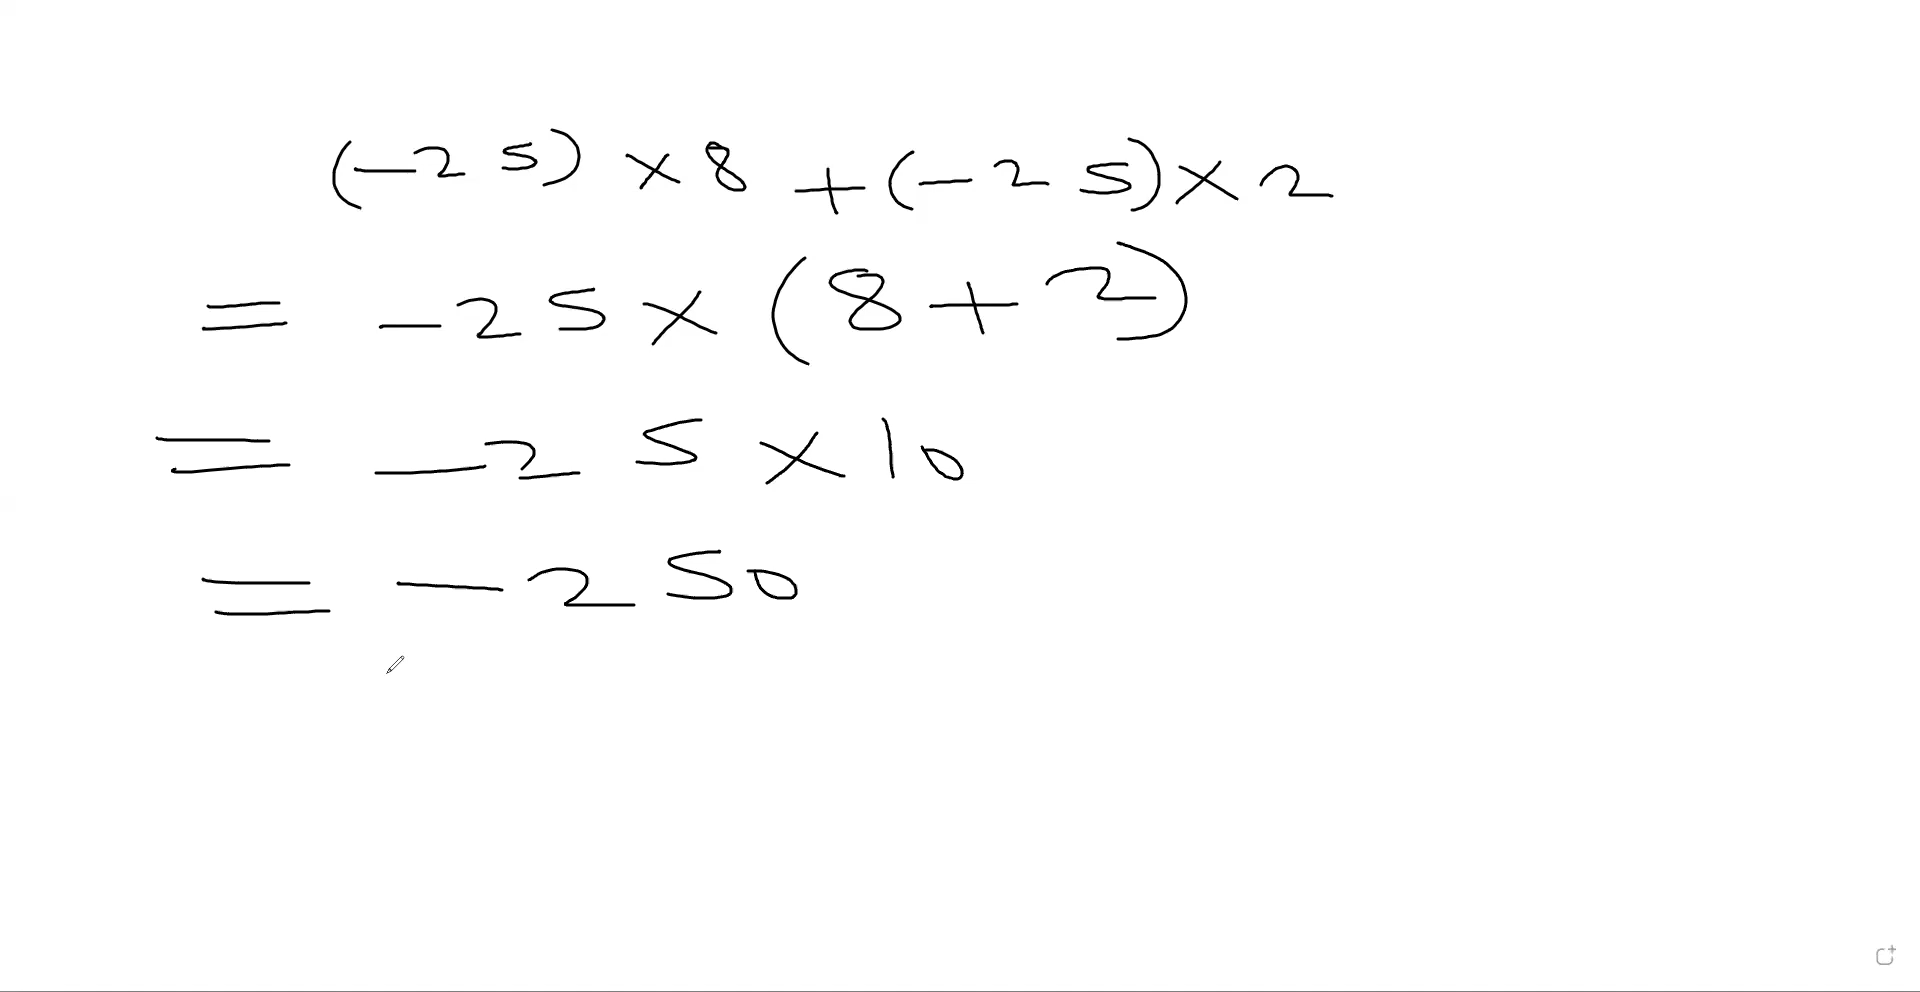 (-25) × 8 + (-25) × 2
= -25 × (8 + 2)
= -25 × 10
= -250